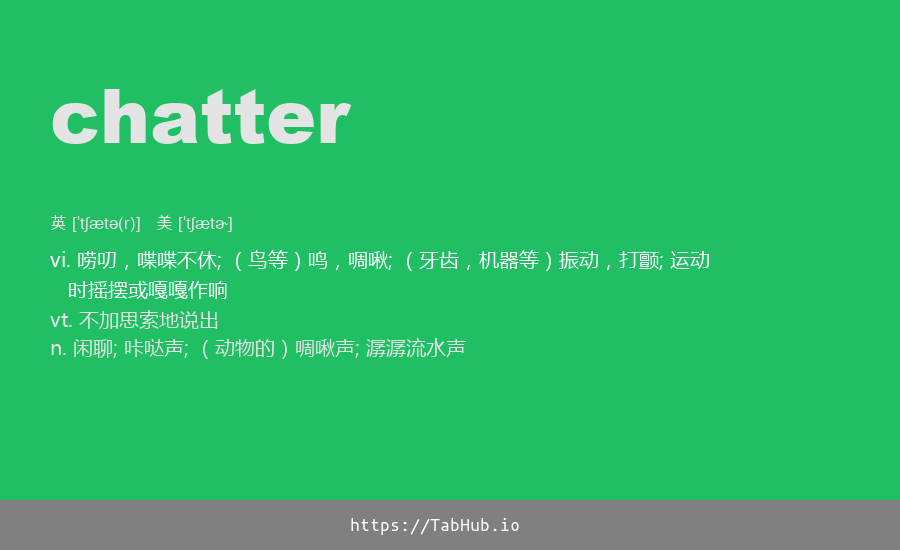 chatter
英 ['tʃætə(r)] 美 ['tʃætɚ]
vi. 唠叨，喋喋不休; （鸟等）鸣，啁啾; （牙齿，机器等）振动，打颤; 运动
时摇摆或嘎嘎作响
vt. 不加思索地说出
n. 闲聊; 咔哒声; （动物的）啁啾声; 潺潺流水声
https://TabHub.io